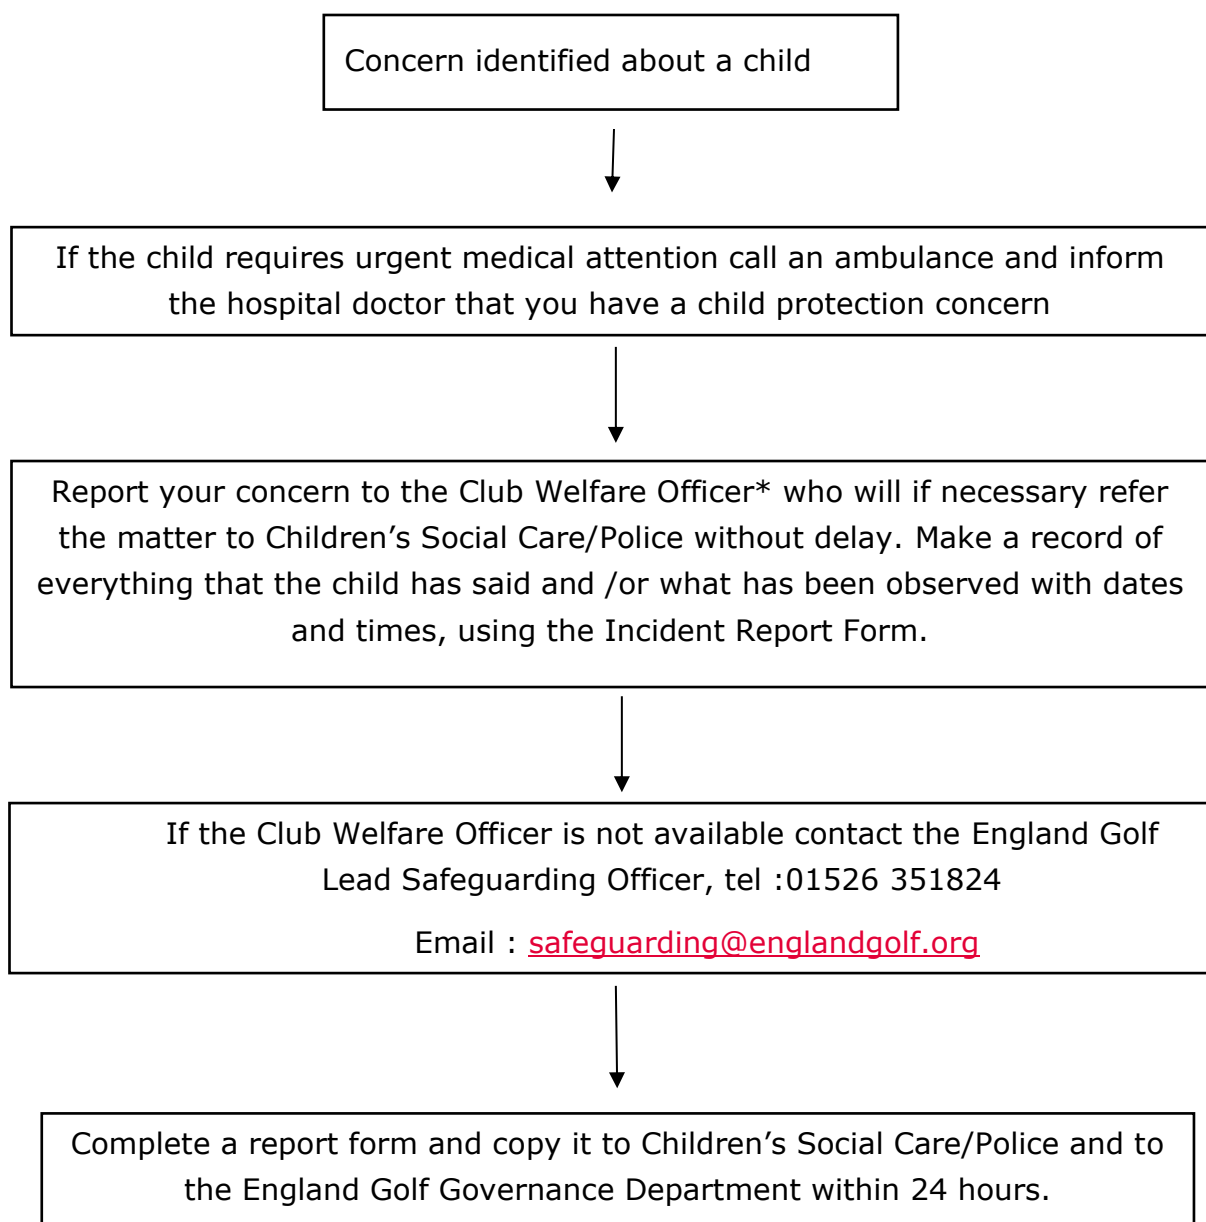 Concern identified about a child
If the child requires urgent medical attention call an ambulance and inform
the hospital doctor that you have a child protection concern
Report your concern to the Club Welfare Officer* who will if necessary refer
the matter to Children’s Social Care/Police without delay. Make a record of
everything that the child has said and /or what has been observed with dates
and times, using the Incident Report Form.
If the Club Welfare Officer is not available contact the England Golf
Lead Safeguarding Officer, tel :01526 351824
Email : safeguarding@englandgolf.org
Complete a report form and copy it to Children’s Social Care/Police and to
the England Golf Governance Department within 24 hours.